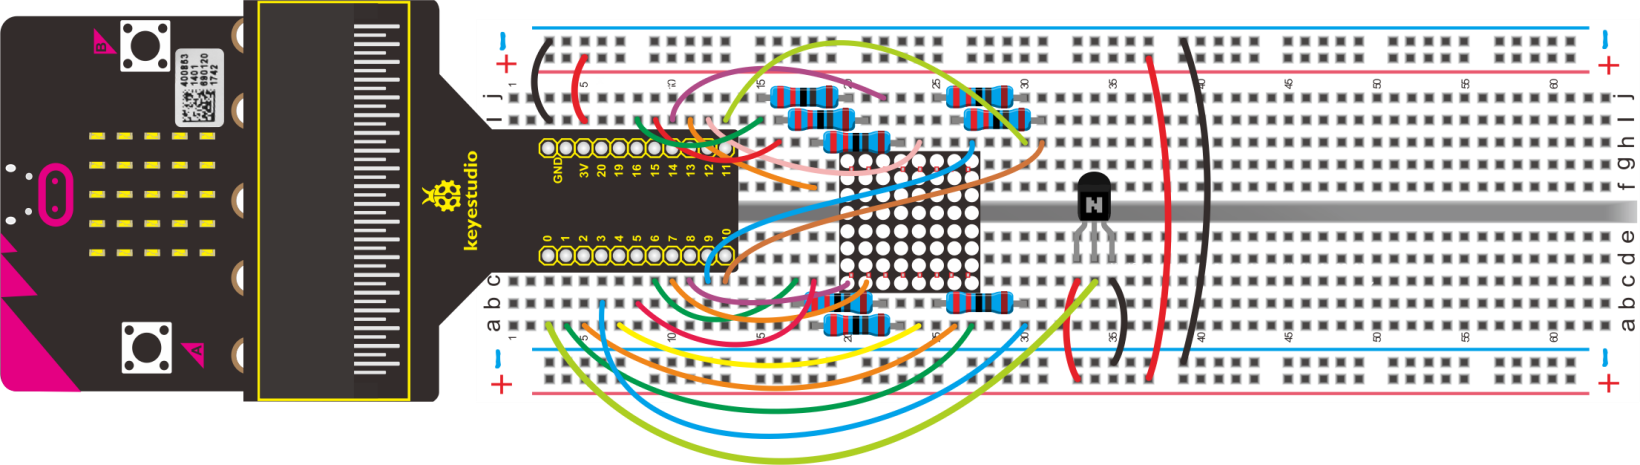 B
400B63
1401
680120
1742
A
keyestudio
GND 3V 20 19 16 15 14 13 12 11
0 1 2 3 4 5 6 7 8 9 10
- -
+ +
1 5 10 15 20 25 30 35 40 45 50 55 60
j j
I I
h
g
f
N
e
d
c c
b b
a a
1 5 10 15 20 25 30 35 40 45 50 55 60
- -
+ +